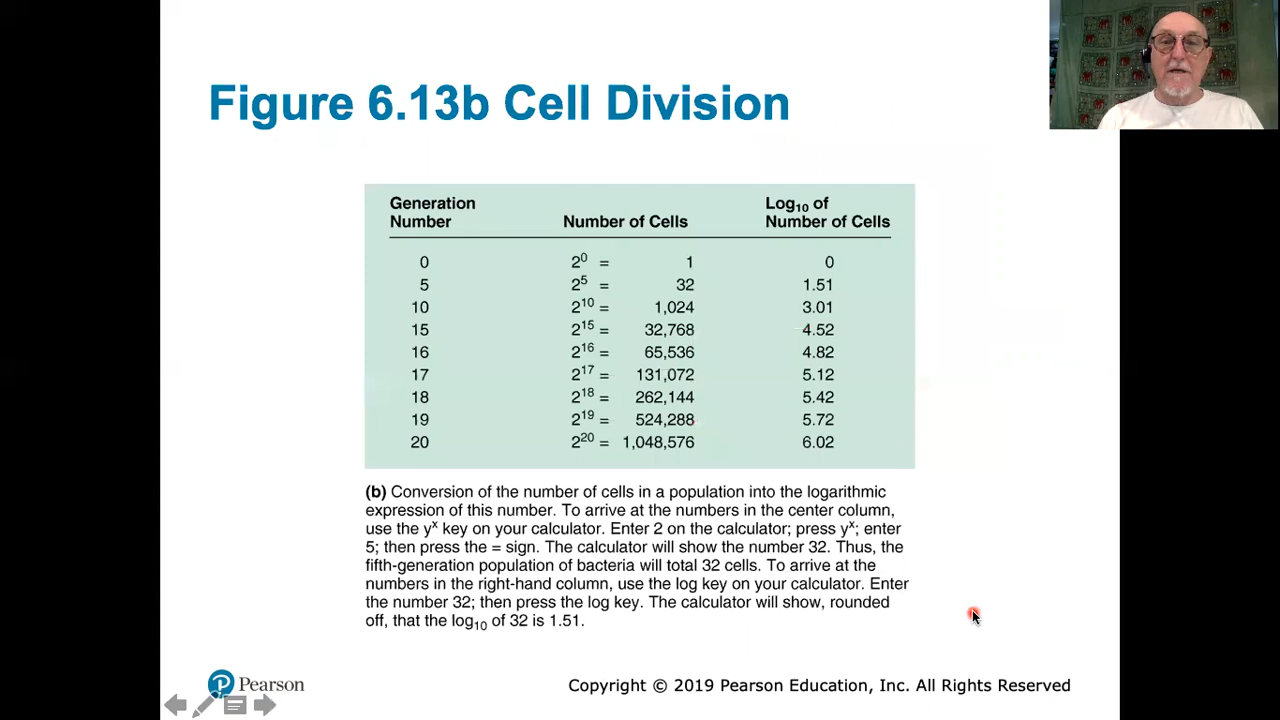 Figure 6.13b Cell Division
Generation Number Number of Cells Log₁₀ of Number of Cells
0 2⁰ = 1 0
5 2⁵ = 32 1.51
10 2¹⁰ = 1,024 3.01
15 2¹⁵ = 32,768 4.52
16 2¹⁶ = 65,536 4.82
17 2¹⁷ = 131,072 5.12
18 2¹⁸ = 262,144 5.42
19 2¹⁹ = 524,288 5.72
20 2²⁰ = 1,048,576 6.02
(b) Conversion of the number of cells in a population into the logarithmic
expression of this number. To arrive at the numbers in the center column,
use the yˣ key on your calculator. Enter 2 on the calculator; press yˣ; enter
5; then press the = sign. The calculator will show the number 32. Thus, the
fifth-generation population of bacteria will total 32 cells. To arrive at the
numbers in the right-hand column, use the log key on your calculator. Enter
the number 32; then press the log key. The calculator will show, rounded
off, that the log₁₀ of 32 is 1.51.
P Pearson
Copyright © 2019 Pearson Education, Inc. All Rights Reserved